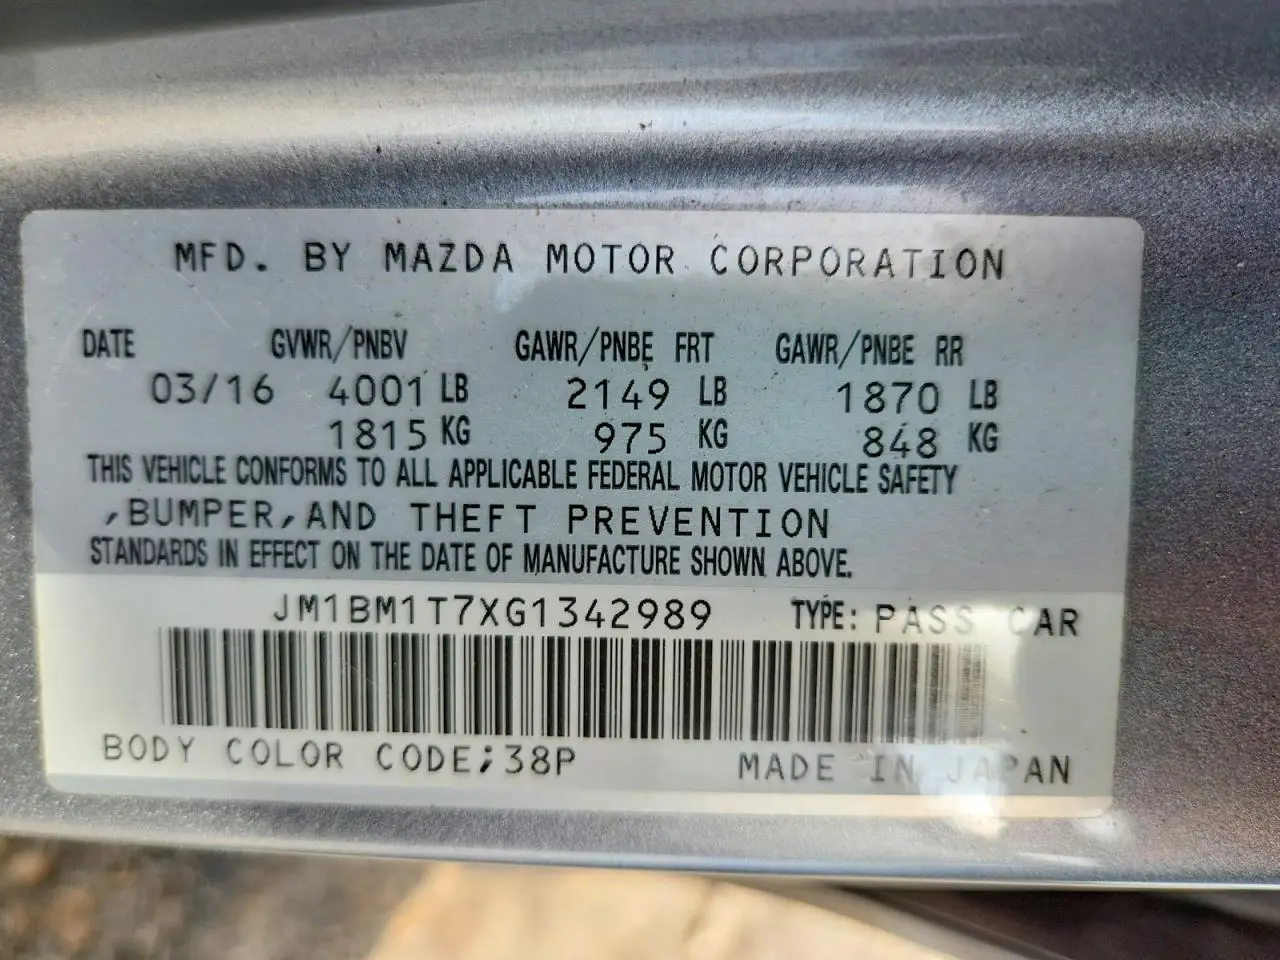 MFD. BY MAZDA MOTOR CORPORATION
DATE GVWR/PNBV GAWR/PNBE FRT GAWR/PNBE RR
03/16 4001 LB 2149 LB 1870 LB
1815 KG 975 KG 848 KG
THIS VEHICLE CONFORMS TO ALL APPLICABLE FEDERAL MOTOR VEHICLE SAFETY
,BUMPER,AND THEFT PREVENTION
STANDARDS IN EFFECT ON THE DATE OF MANUFACTURE SHOWN ABOVE.
JM1BM1T7XG1342989 TYPE: PASS CAR
BODY COLOR CODE;38P MADE IN JAPAN